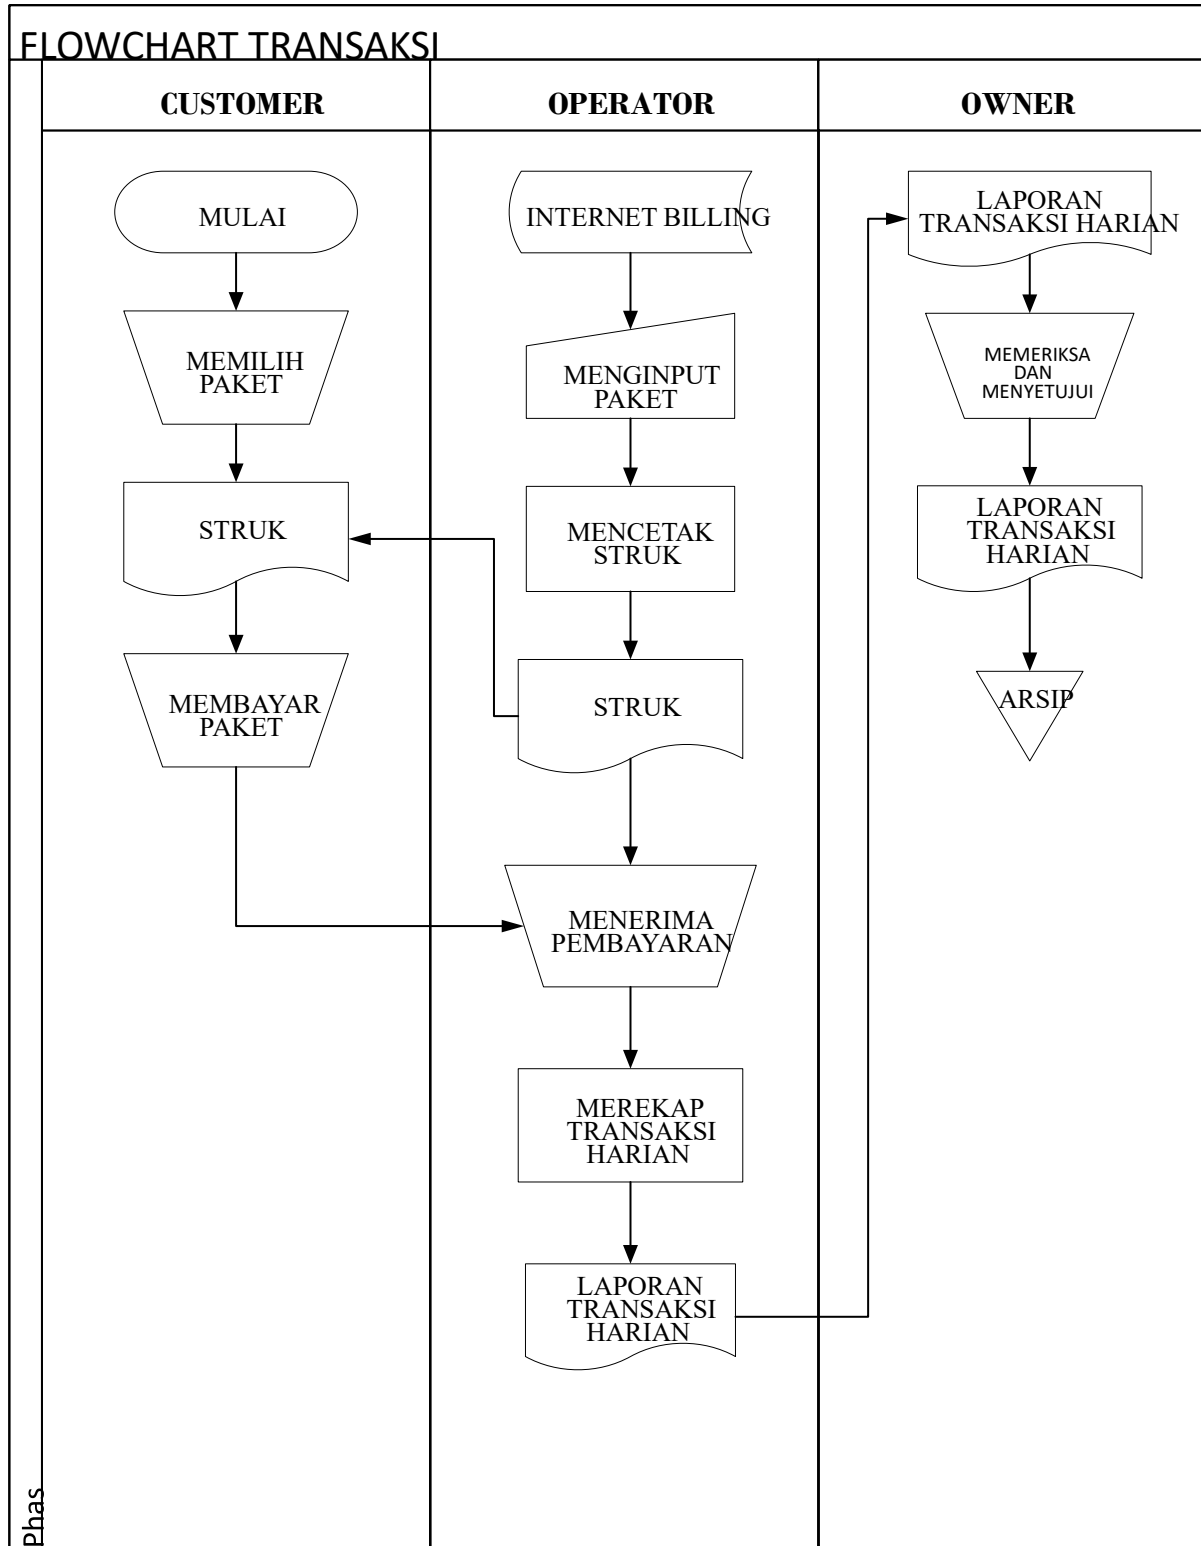 FLOWCHART TRANSAKSI
CUSTOMER
OPERATOR
OWNER
MULAI
MEMILIH
PAKET
STRUK
MEMBAYAR
PAKET
INTERNET BILLING
MENGINPUT
PAKET
MENCETAK
STRUK
STRUK
MENERIMA
PEMBAYARAN
MEREKAP
TRANSAKSI
HARIAN
LAPORAN
TRANSAKSI
HARIAN
LAPORAN
TRANSAKSI HARIAN
MEMERIKSA
DAN
MENYETUJUI
LAPORAN
TRANSAKSI
HARIAN
ARSIP
Phas